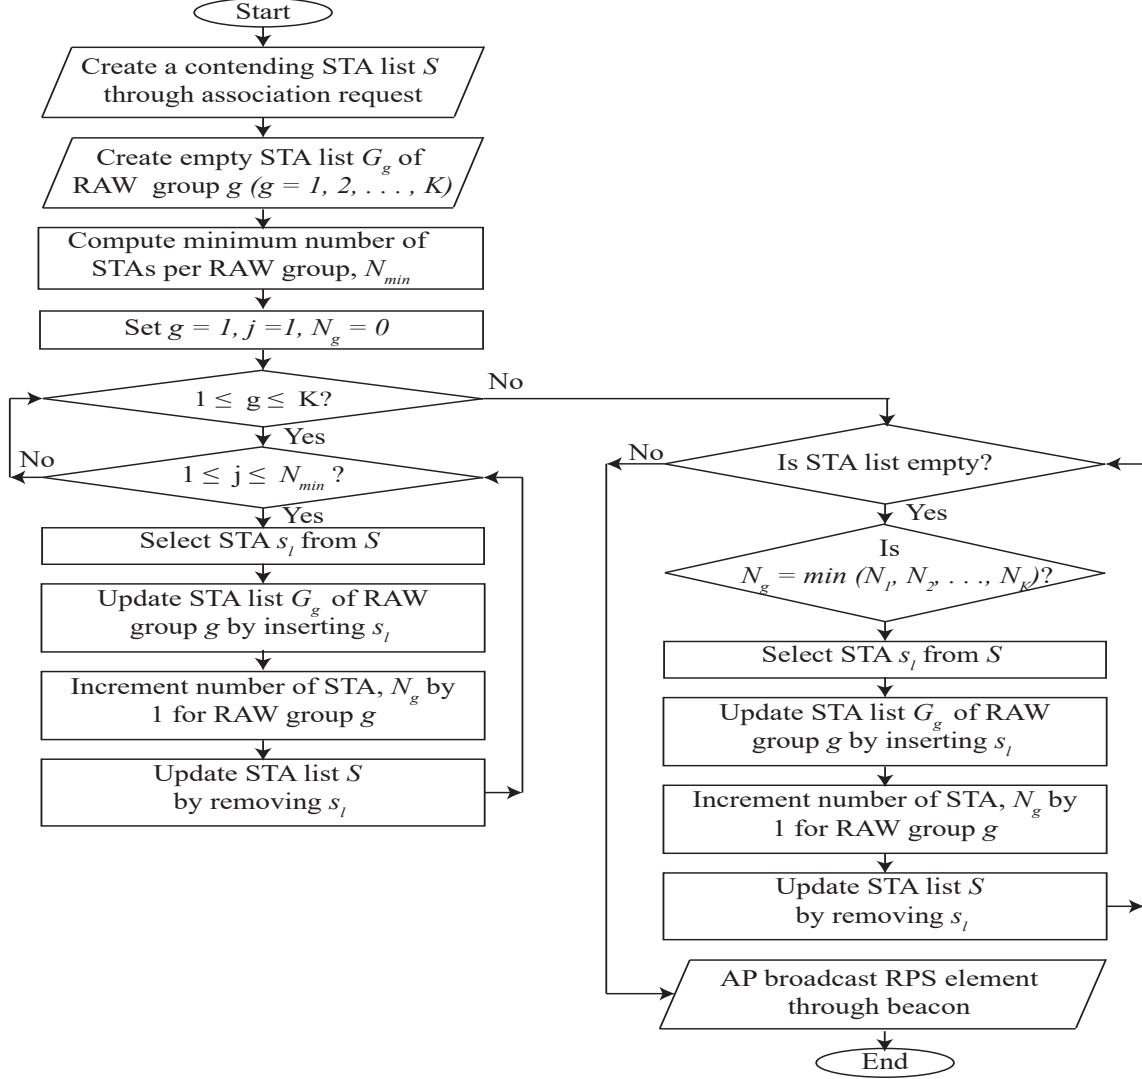 Start
Create a contending STA list S
through association request
Create empty STA list G_g of
RAW group g (g = 1, 2, . . . , K)
Compute minimum number of
STAs per RAW group, N_min
Set g = 1, j =1, N_g = 0
1 ≤ g ≤ K?
No
Yes
No
1 ≤ j ≤ N_min ?
Yes
Select STA s_l from S
Update STA list G_g of RAW
group g by inserting s_l
Increment number of STA, N_g by
1 for RAW group g
Update STA list S
by removing s_l
No
Is STA list empty?
Yes
Is
N_g = min (N_1, N_2, . . ., N_K)?
Select STA s_l from S
Update STA list G_g of RAW
group g by inserting s_l
Increment number of STA, N_g by
1 for RAW group g
Update STA list S
by removing s_l
AP broadcast RPS element
through beacon
End